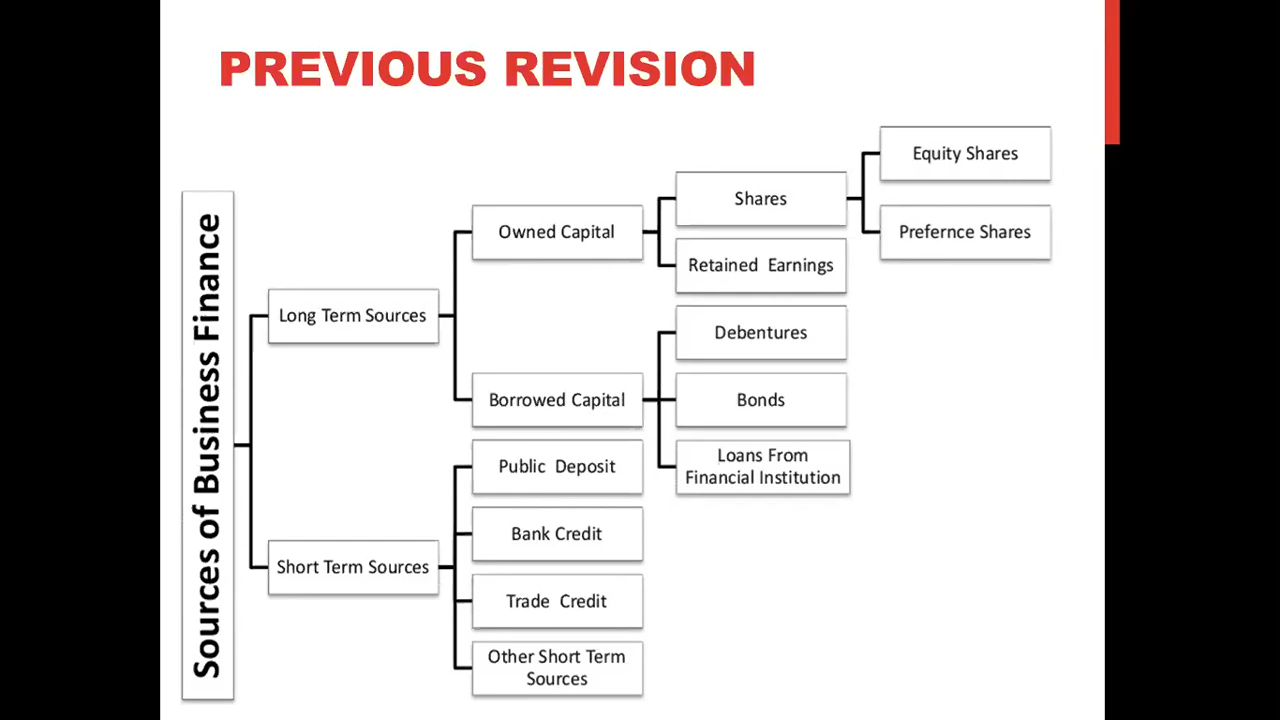 PREVIOUS REVISION
Sources of Business Finance
Long Term Sources
Owned Capital
Shares
Equity Shares
Prefernce Shares
Retained Earnings
Borrowed Capital
Debentures
Bonds
Loans From
Financial Institution
Short Term Sources
Public Deposit
Bank Credit
Trade Credit
Other Short Term
Sources